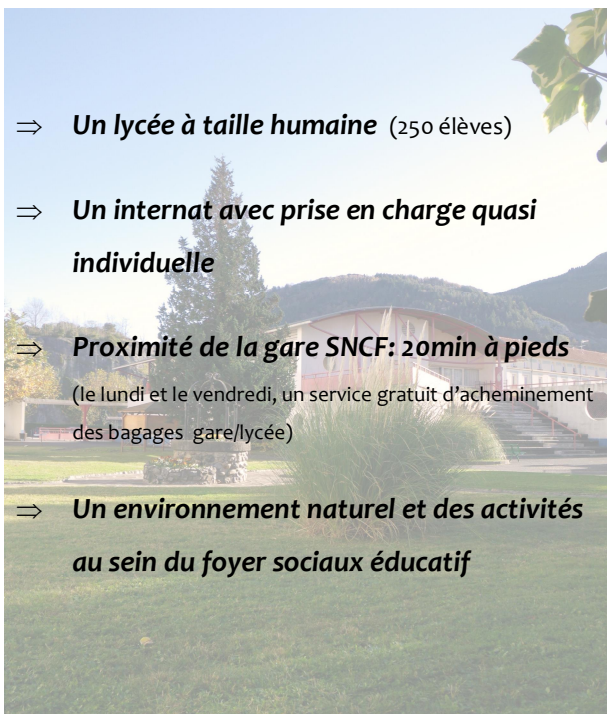 ⇒ Un lycée à taille humaine (250 élèves)
⇒ Un internat avec prise en charge quasi
individuelle
⇒ Proximité de la gare SNCF: 20min à pieds
(le lundi et le vendredi, un service gratuit d’acheminement
des bagages gare/lycée)
⇒ Un environnement naturel et des activités
au sein du foyer sociaux éducatif